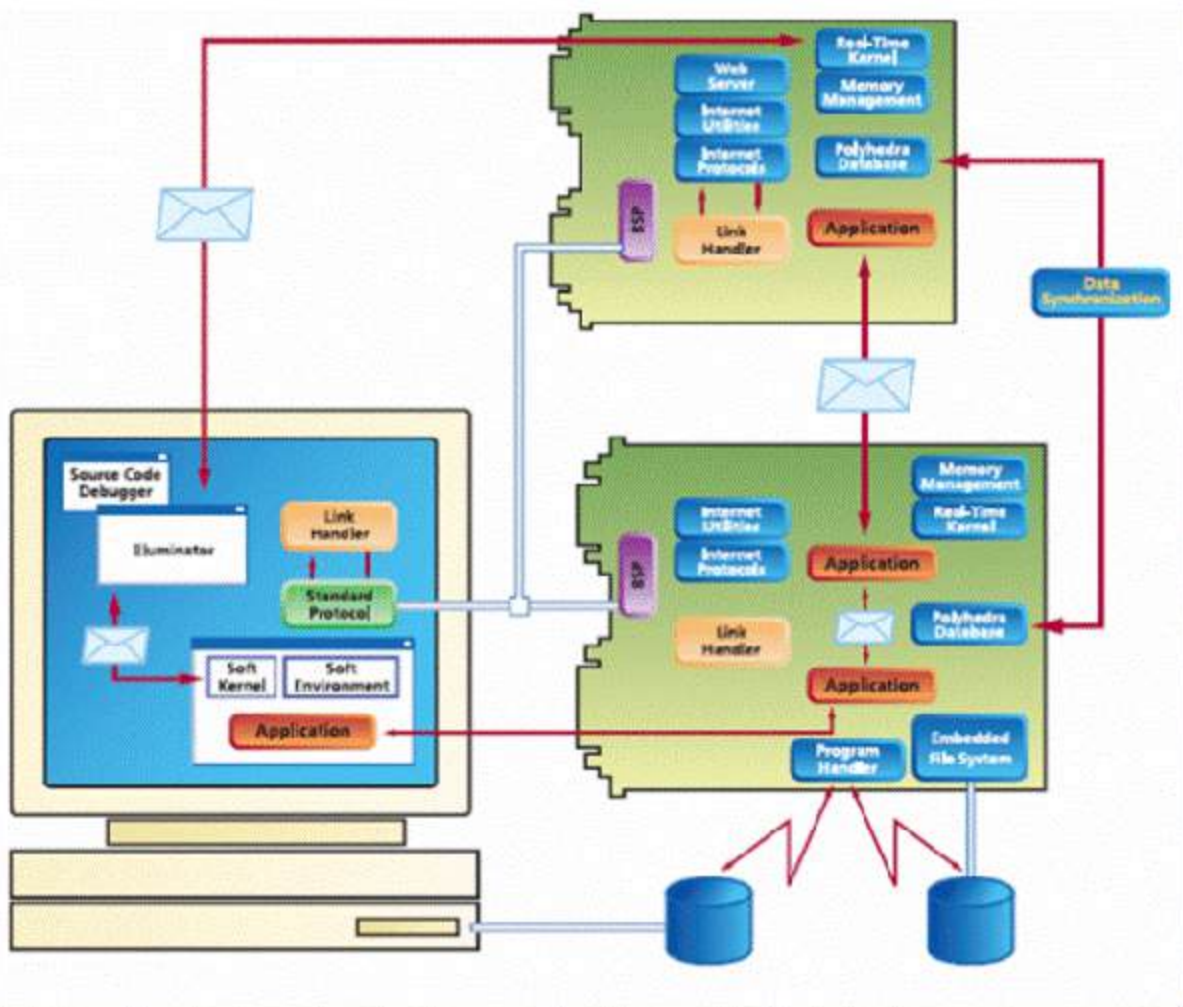 Real-Time
Kernel
Web
Server
Memory
Management
Internet
Utilities
Internet
Protocols
Polyhedra
Database
BSP
Link
Handler
Application
Data
Synchronization
Source Code
Debugger
Illuminator
Link
Handler
Standard
Protocol
Soft
Kernel
Soft
Environment
Application
Memory
Management
Internet
Utilities
Real-Time
Kernel
Internet
Protocols
BSP
Application
Polyhedra
Database
Link
Handler
Application
Program
Handler
Embedded
File System